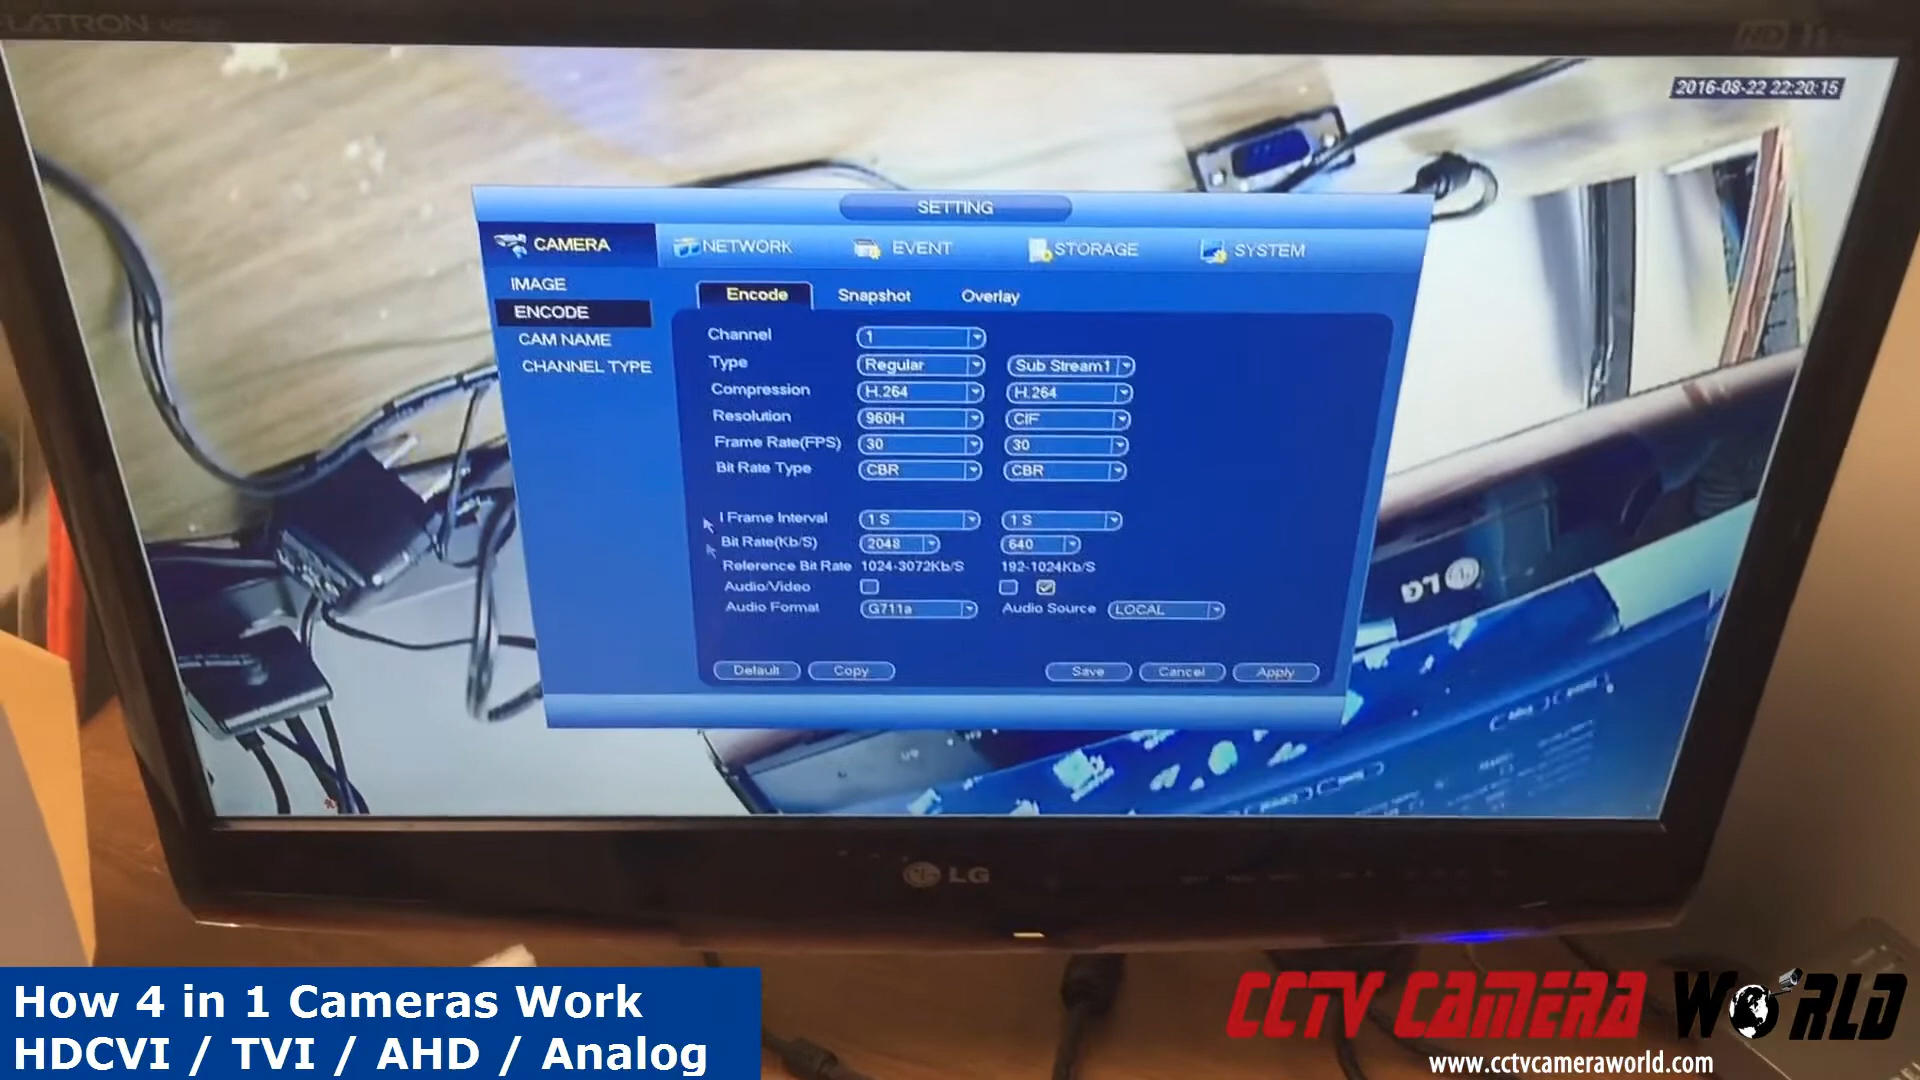 FLATRON
HD
2016-08-22 22:20:15
SETTING
CAMERA NETWORK EVENT STORAGE SYSTEM
IMAGE
ENCODE
CAM NAME
CHANNEL TYPE
Encode Snapshot Overlay
Channel 1
Type Regular Sub Stream1
Compression H.264 H.264
Resolution 960H CIF
Frame Rate(FPS) 30 30
Bit Rate Type CBR CBR
I Frame Interval 1 S 1 S
Bit Rate(Kb/S) 2048 640
Reference Bit Rate 1024-3072Kb/S 192-1024Kb/S
Audio/Video
Audio Format G711a Audio Source LOCAL
Default Copy Save Cancel Apply
LG
LG
How 4 in 1 Cameras Work
HDCVI / TVI / AHD / Analog
CCTV CAMERA WORLD
www.cctvcameraworld.com